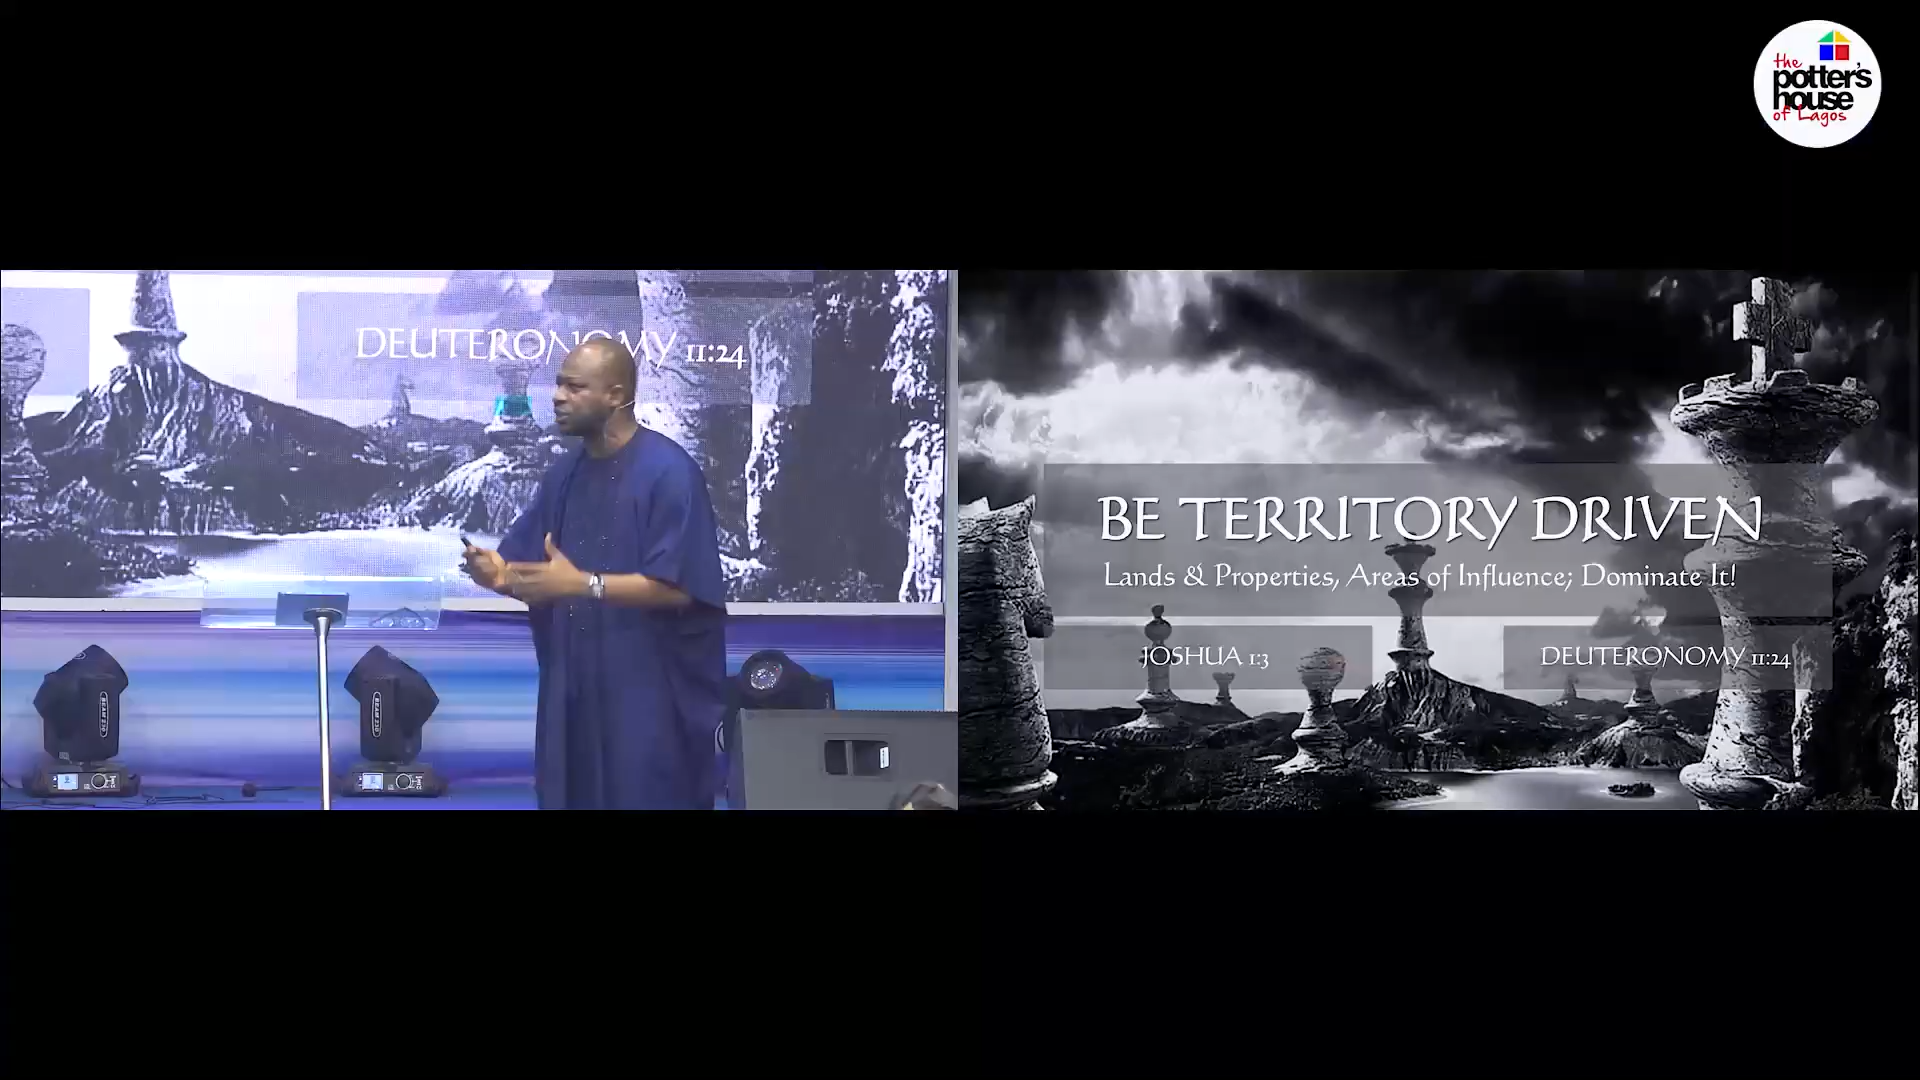 the
potter's
house
of Lagos
DEUTERONOMY 11:24
BE TERRITORY DRIVEN
Lands & Properties, Areas of Influence; Dominate It!
JOSHUA 1:3
DEUTERONOMY 11:24